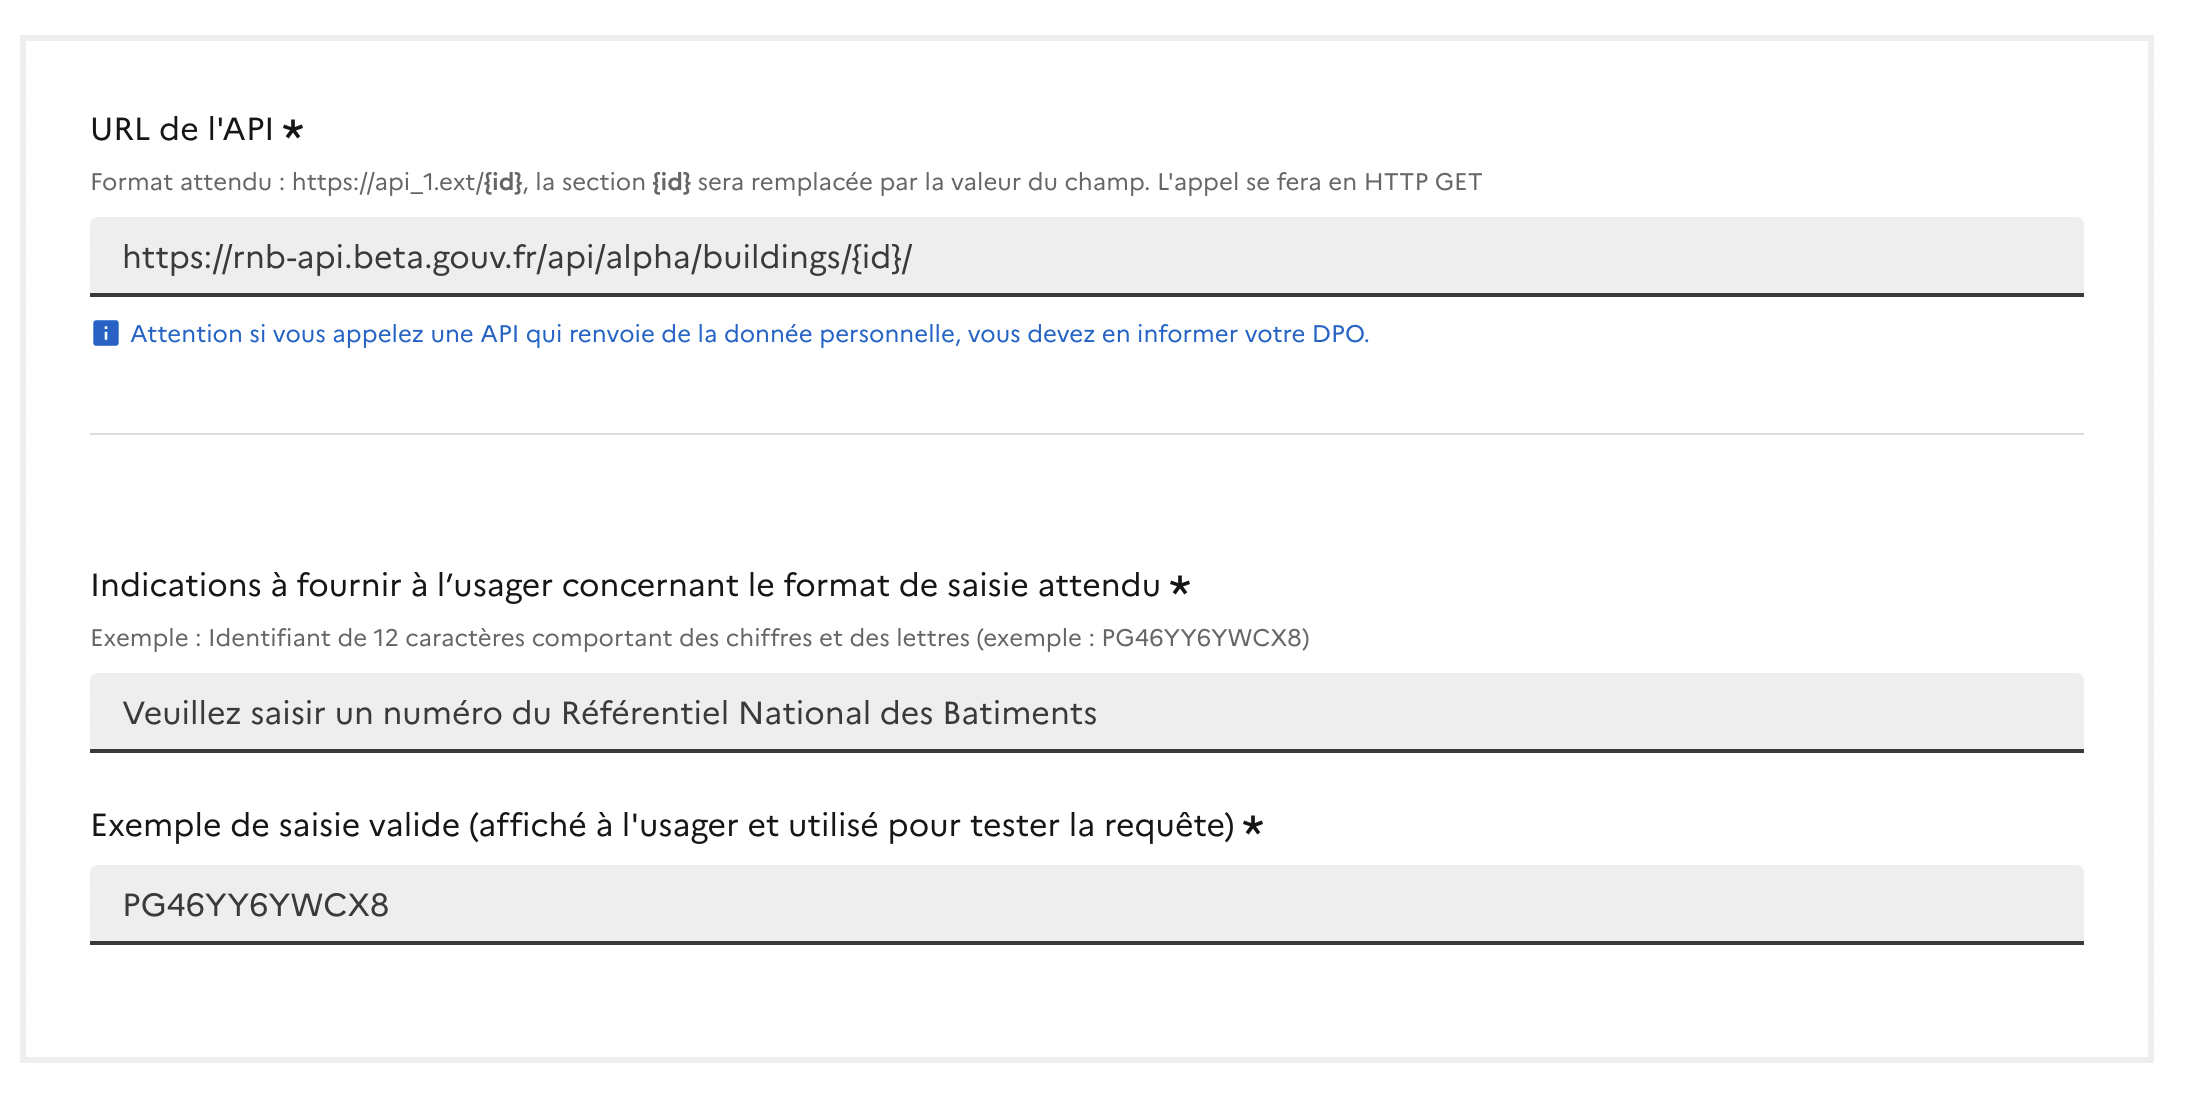 URL de l'API *
Format attendu : https://api_1.ext/{id}, la section {id} sera remplacée par la valeur du champ. L'appel se fera en HTTP GET
https://rnb-api.beta.gouv.fr/api/alpha/buildings/{id}/
Attention si vous appelez une API qui renvoie de la donnée personnelle, vous devez en informer votre DPO.
Indications à fournir à l’usager concernant le format de saisie attendu *
Exemple : Identifiant de 12 caractères comportant des chiffres et des lettres (exemple : PG46YY6YWCX8)
Veuillez saisir un numéro du Référentiel National des Batiments
Exemple de saisie valide (affiché à l'usager et utilisé pour tester la requête) *
PG46YY6YWCX8